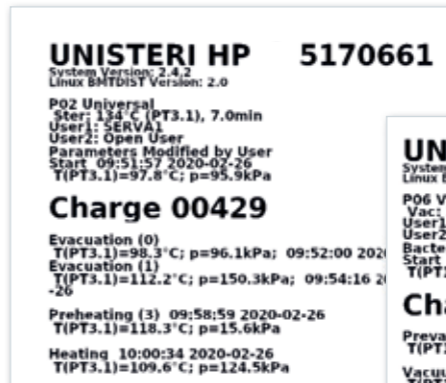 UNISTERI HP 5170661
System Version: 2.4.2
Linux BMTDIST Version: 2.0
P02 Universal
Ster: 134°C (PT3.1), 7.0min
User1: SERVA1
User2: Open User
Parameters Modified by User
Start 09:51:57 2020-02-26
T(PT3.1)=97.8°C; p=95.9kPa
Charge 00429
Evacuation (0)
T(PT3.1)=98.3°C; p=96.1kPa; 09:52:00 202
Evacuation (1)
T(PT3.1)=112.2°C; p=150.3kPa; 09:54:16 2
-26
Preheating (3) 09:58:59 2020-02-26
T(PT3.1)=118.3°C; p=15.6kPa
Heating 10:00:34 2020-02-26
T(PT3.1)=109.6°C; p=124.5kPa
UN
System
Linux
P06 V
Vac:
User1
User2
Bacte
Start
T(PT
Cha
Preva
T(PT
Vacuu